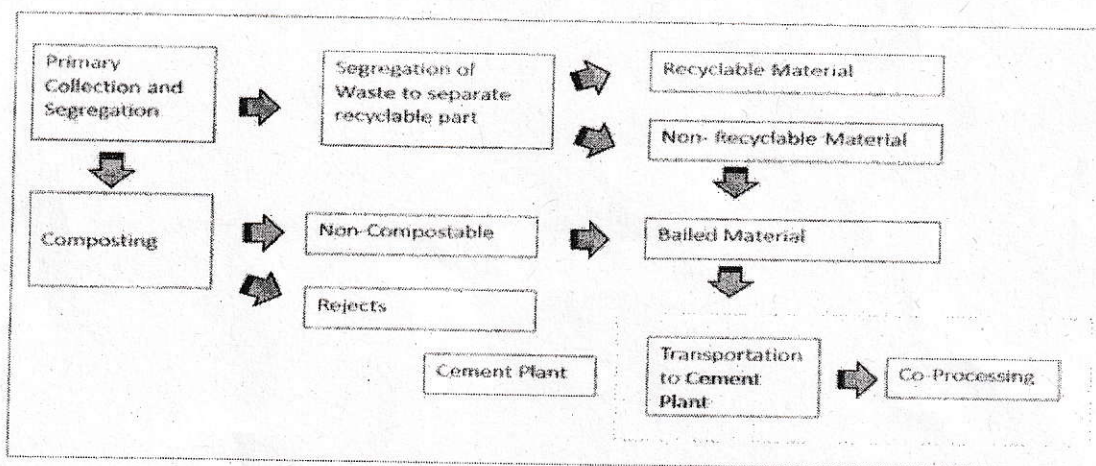 Primary
Collection and
Segregation
Segregation of
Waste to separate
recyclable part
Recyclable Material
Non- Recyclable Material
Composting
Non-Compostable
Bailed Material
Rejects
Cement Plant
Transportation
to Cement
Plant
Co-Processing